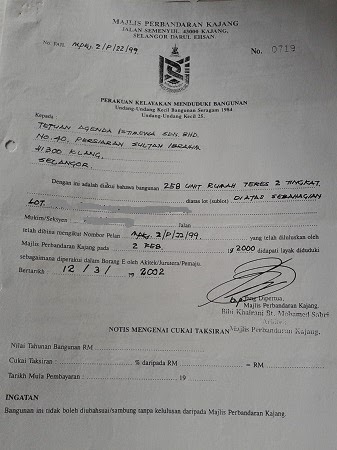 MAJLIS PERBANDARAN KAJANG
JALAN SEMENYIH, 43000 KAJANG,
SELANGOR DARUL EHSAN
No. FAIL MPKj 2/P/22/99
No. 0719
PERAKUAN KELAYAKAN MENDUDUKI BANGUNAN
Undang-Undang Kecil Bangunan Seragam 1984
Undang-Undang Kecil 25.
Kepada
TETUAN AGENDA ISTIMEWA SDN. BHD.
NO. 40, PERSIARAN SULTAN IBRAHIM
41300 KLANG,
SELANGOR.
Dengan ini adalah diakui bahawa bangunan 258 UNIT RUMAH TERES 2 TINGKAT.
diatas lot (sublot) DIATAS SEBAHAGIAN
LOT.
Mukim/Seksyen Jalan
telah dibina mengikut Nombor Pelan MPKj. 2/P/22/99. yang telah diluluskan oleh
Majlis Perbandaran Kajang pada 2 FEB. 2000 didapati layak diduduki
sebagaimana diperakui dalam Borang E oleh Akitek/Jurutera/Pemaju.
Bertarikh 12/3/ 2002
Yang Dipertua,
Majlis Perbandaran Kajang.
Bibi Khairani Bt. Mohamed Sabri
Majlis Perbandaran Kajang.
NOTIS MENGENAI CUKAI TAKSIRAN
Nilai Tahunan Bangunan RM
Cukai Taksiran % daripada RM = RM
Tarikh Mula Pembayaran 19
INGATAN
Bangunan ini tidak boleh diubahsuai/sambung tanpa kelulusan daripada Majlis Perbandaran Kajang.